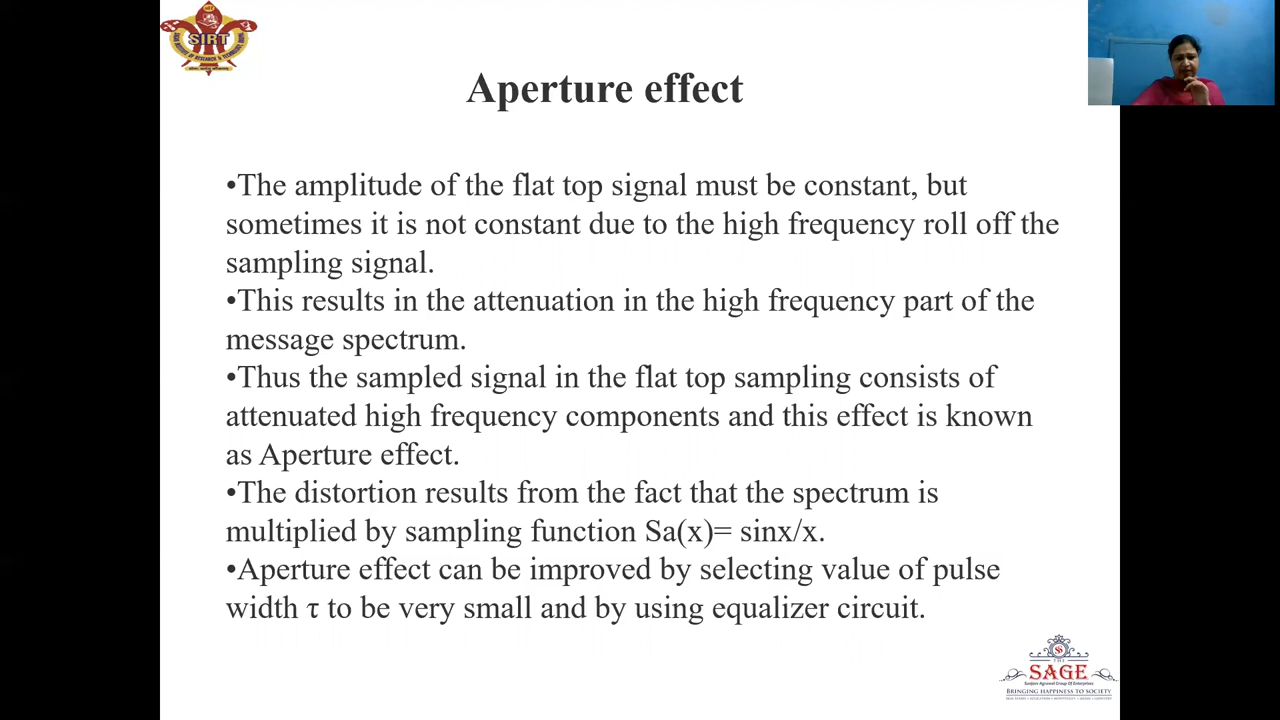 SIRT
Aperture effect
•The amplitude of the flat top signal must be constant, but
sometimes it is not constant due to the high frequency roll off the
sampling signal.
•This results in the attenuation in the high frequency part of the
message spectrum.
•Thus the sampled signal in the flat top sampling consists of
attenuated high frequency components and this effect is known
as Aperture effect.
•The distortion results from the fact that the spectrum is
multiplied by sampling function Sa(x)= sinx/x.
•Aperture effect can be improved by selecting value of pulse
width τ to be very small and by using equalizer circuit.
THE
SAGE
BRINGING HAPPINESS TO SOCIETY